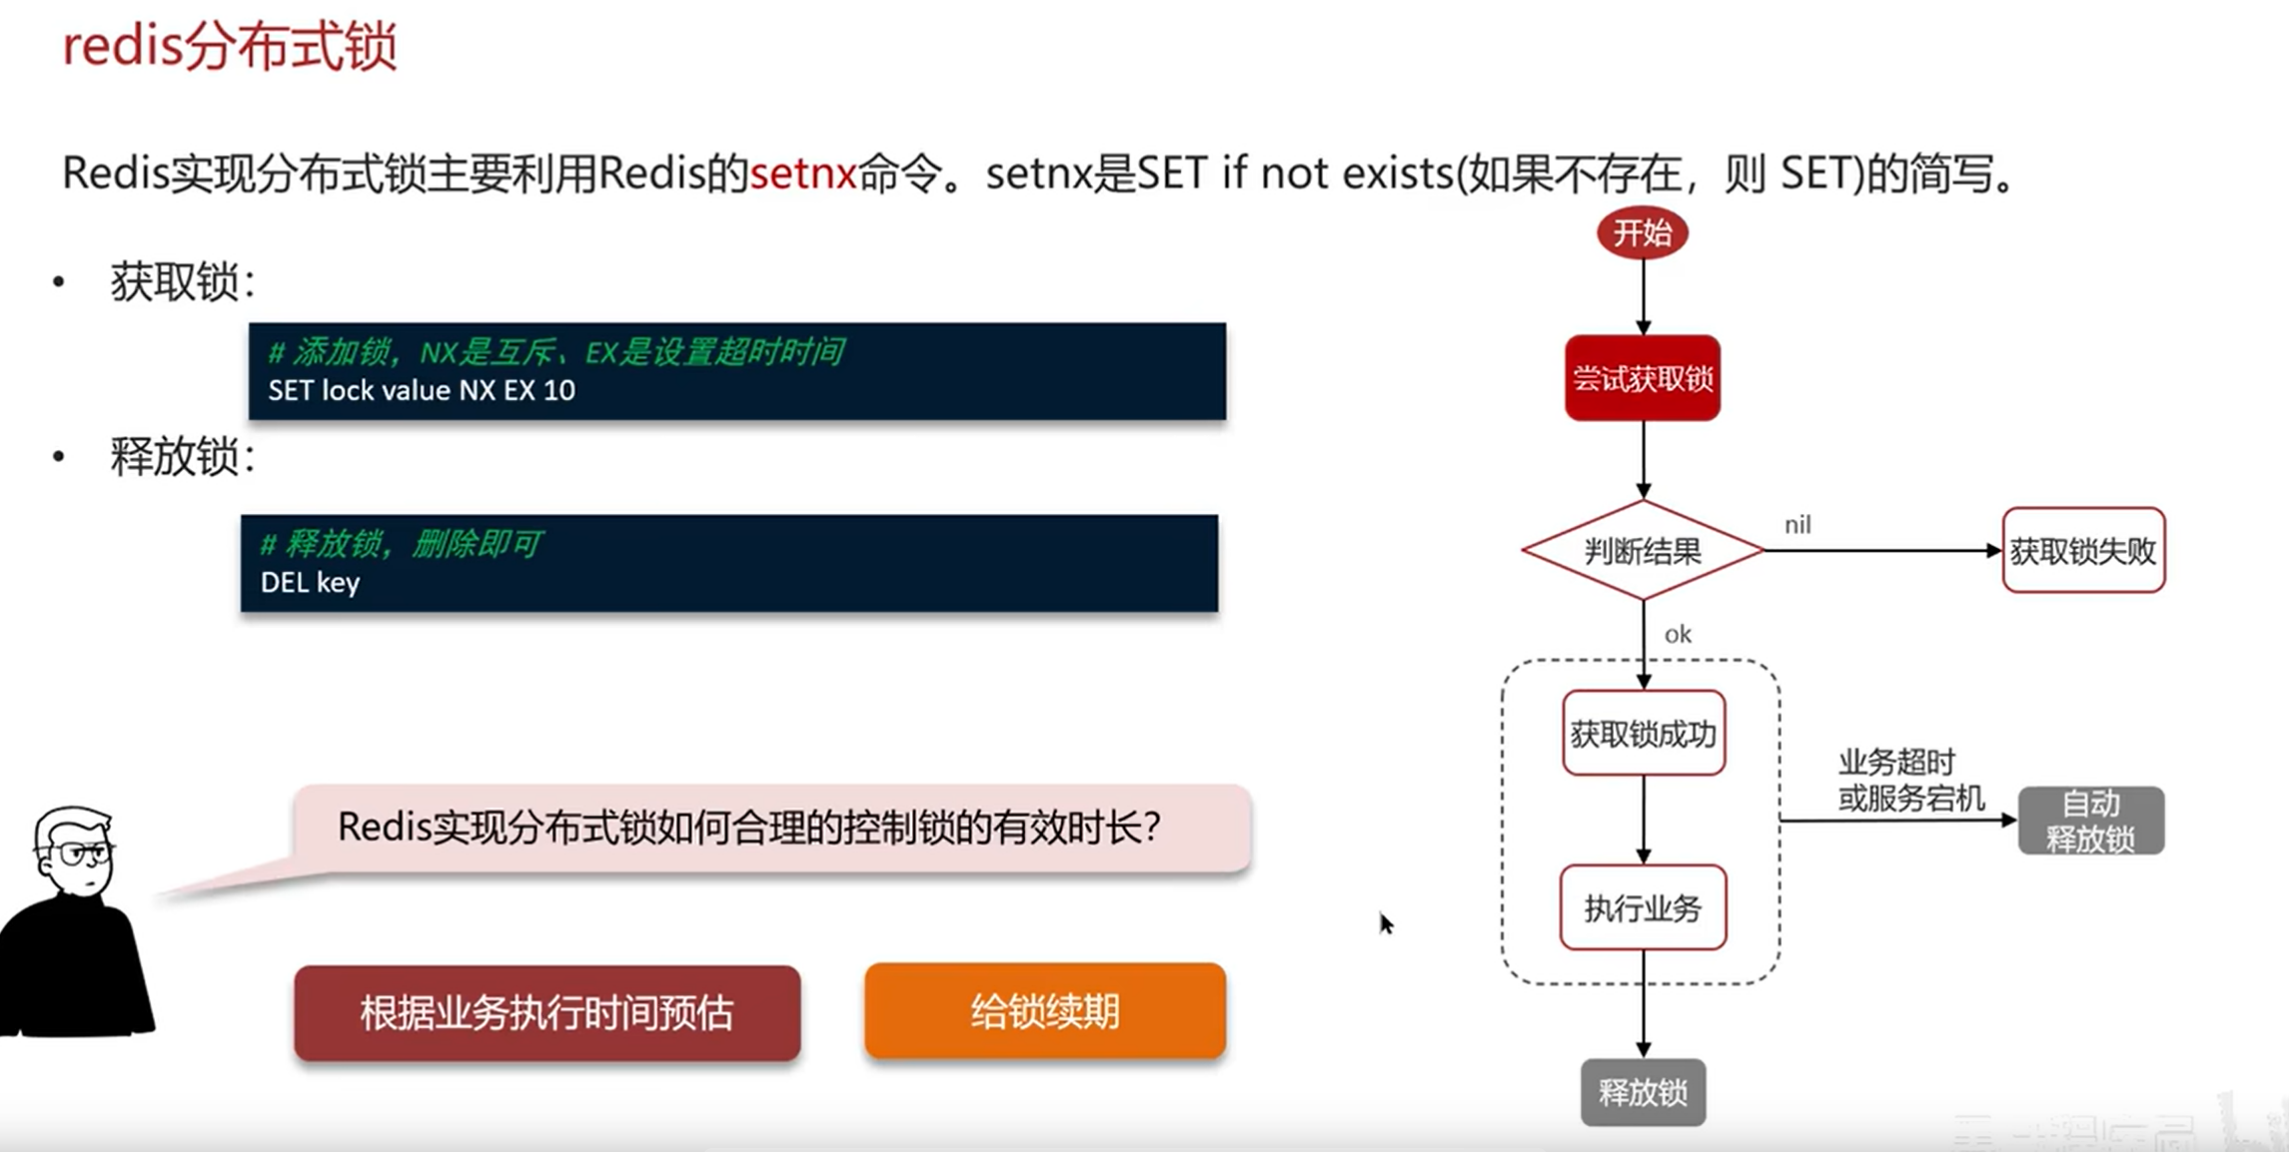 redis分布式锁
Redis实现分布式锁主要利用Redis的setnx命令。setnx是SET if not exists(如果不存在，则 SET)的简写。
• 获取锁：
# 添加锁，NX是互斥、EX是设置超时时间
SET lock value NX EX 10
• 释放锁：
# 释放锁，删除即可
DEL key
Redis实现分布式锁如何合理的控制锁的有效时长？
根据业务执行时间预估
给锁续期
开始
尝试获取锁
判断结果
nil
获取锁失败
ok
获取锁成功
执行业务
业务超时
或服务宕机
自动
释放锁
释放锁